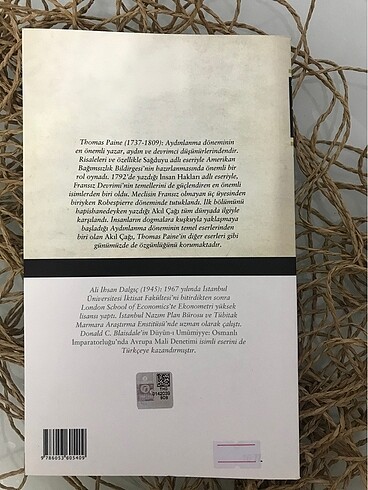 Thomas Paine (1737-1809): Aydınlanma döneminin
en önemli yazar, aydın ve devrimci düşünürlerindendir.
Risaleleri ve özellikle Sağduyu adlı eseriyle Amerikan
Bağımsızlık Bildirgesi'nin hazırlanmasında önemli bir
rol oynadı. 1792'de yazdığı İnsan Hakları adlı eseriyle,
Fransız Devrimi'nin temellerini de güçlendiren en önemli
isimlerden biri oldu. Meclisin Fransız olmayan üç üyesinden
biriyken Robespierre döneminde tutuklandı. İlk bölümünü
hapishanedeyken yazdığı Akıl Çağı tüm dünyada ilgiyle
karşılandı. İnsanların dogmalara kuşkuyla yaklaşmaya
başladığı Aydınlanma döneminin temel eserlerinden
biri olan Akıl Çağı, Thomas Paine'in diğer eserleri gibi
günümüzde de özgünlüğünü korumaktadır.
Ali İhsan Dalgıç (1945): 1967 yılında İstanbul
Üniversitesi İktisat Fakültesi'ni bitirdikten sonra
London School of Economics'te Ekonometri yüksek
lisansı yaptı. İstanbul Nazım Plan Bürosu ve Tübitak
Marmara Araştırma Enstitüsü'nde uzman olarak çalıştı.
Donald C. Blaisdale'in Düyûn-ı Umûmiyye: Osmanlı
İmparatorluğu'nda Avrupa Mali Denetimi isimli eserini de
Türkçeye kazandırmıştır.
9 786053 805409